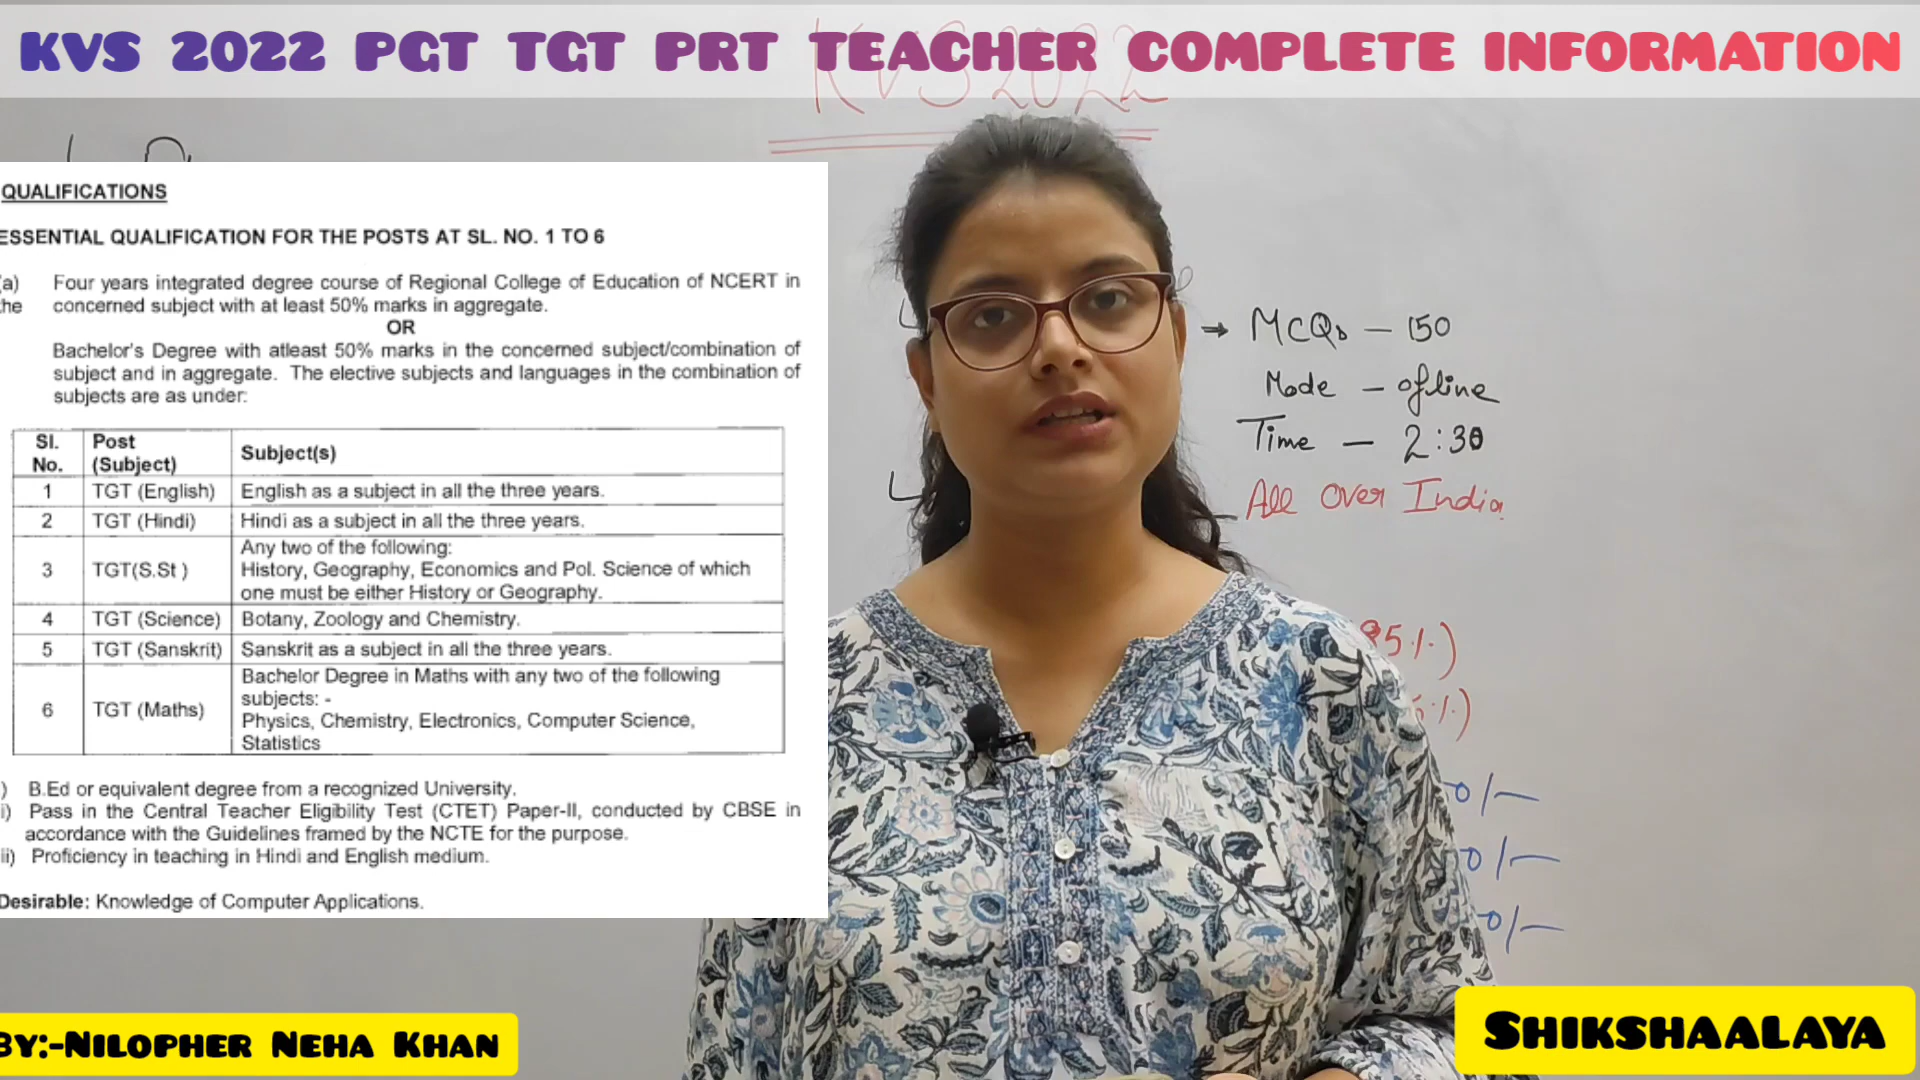 KVS 2022 PGT TGT PRT TEACHER COMPLETE INFORMATION
KVS 2022
QUALIFICATIONS
ESSENTIAL QUALIFICATION FOR THE POSTS AT SL. NO. 1 TO 6
(a) Four years integrated degree course of Regional College of Education of NCERT in
the concerned subject with at least 50% marks in aggregate.
OR
Bachelor's Degree with atleast 50% marks in the concerned subject/combination of
subject and in aggregate. The elective subjects and languages in the combination of
subjects are as under:
Sl. No. Post (Subject) Subject(s)
1 TGT (English) English as a subject in all the three years.
2 TGT (Hindi) Hindi as a subject in all the three years.
3 TGT(S.St ) Any two of the following:
History, Geography, Economics and Pol. Science of which
one must be either History or Geography.
4 TGT (Science) Botany, Zoology and Chemistry.
5 TGT (Sanskrit) Sanskrit as a subject in all the three years.
6 TGT (Maths) Bachelor Degree in Maths with any two of the following
subjects: -
Physics, Chemistry, Electronics, Computer Science,
Statistics
) B.Ed or equivalent degree from a recognized University.
i) Pass in the Central Teacher Eligibility Test (CTET) Paper-II, conducted by CBSE in
accordance with the Guidelines framed by the NCTE for the purpose.
ii) Proficiency in teaching in Hindi and English medium.
Desirable: Knowledge of Computer Applications.
→ MCQs – 150
Mode – offline
Time – 2:30
All Over India
5%)
5%)
0/-
0/-
0/-
BY:-NILOPHER NEHA KHAN
SHIKSHAALAYA